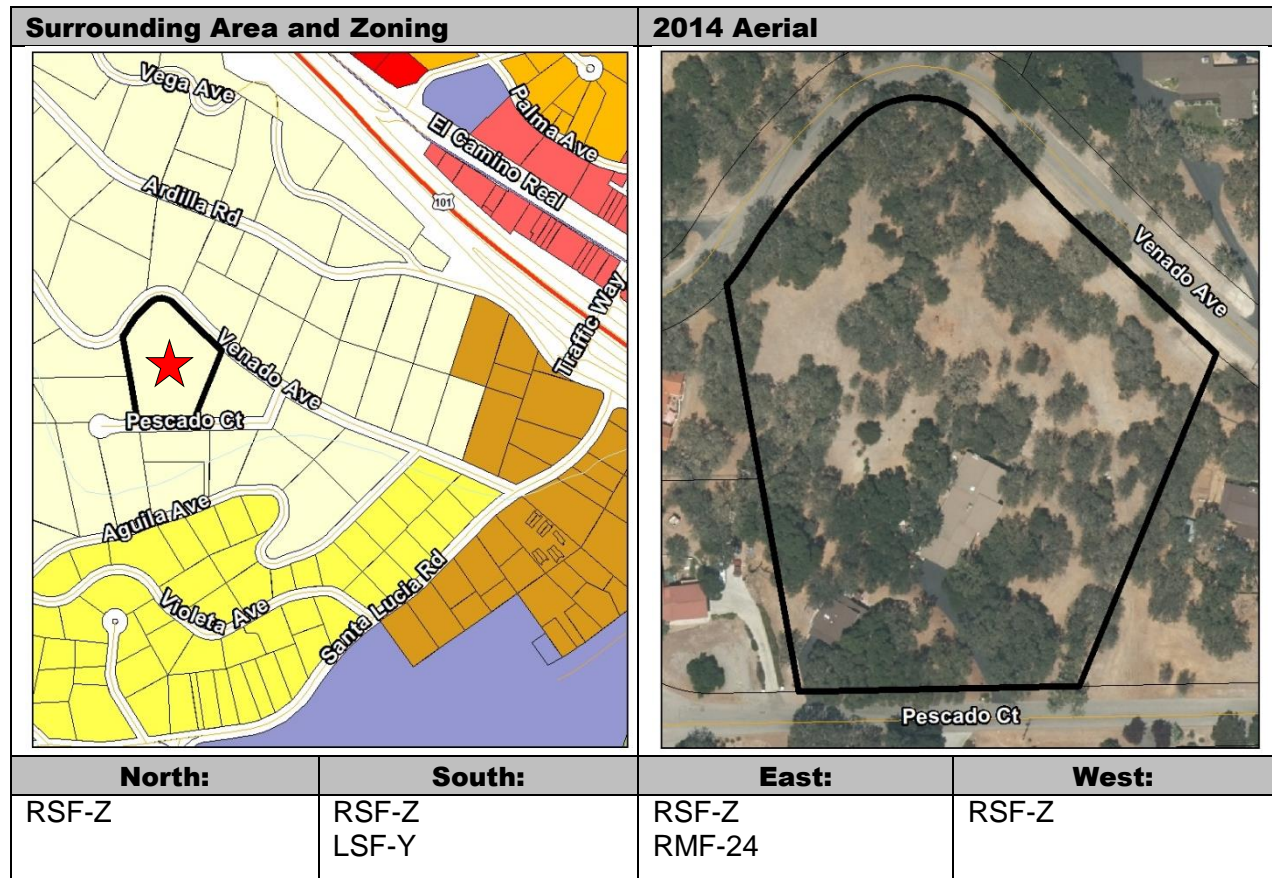 Surrounding Area and Zoning
2014 Aerial
Vega Ave
Palma Ave
El Camino Real
Ardilla Rd
101
Traffic Way
Venado Ave
Pescado Ct
Aguila Ave
Violeta Ave
Santa Lucia Rd
Venado Ave
Pescado Ct
North:
South:
East:
West:
RSF-Z
RSF-Z
LSF-Y
RSF-Z
RMF-24
RSF-Z